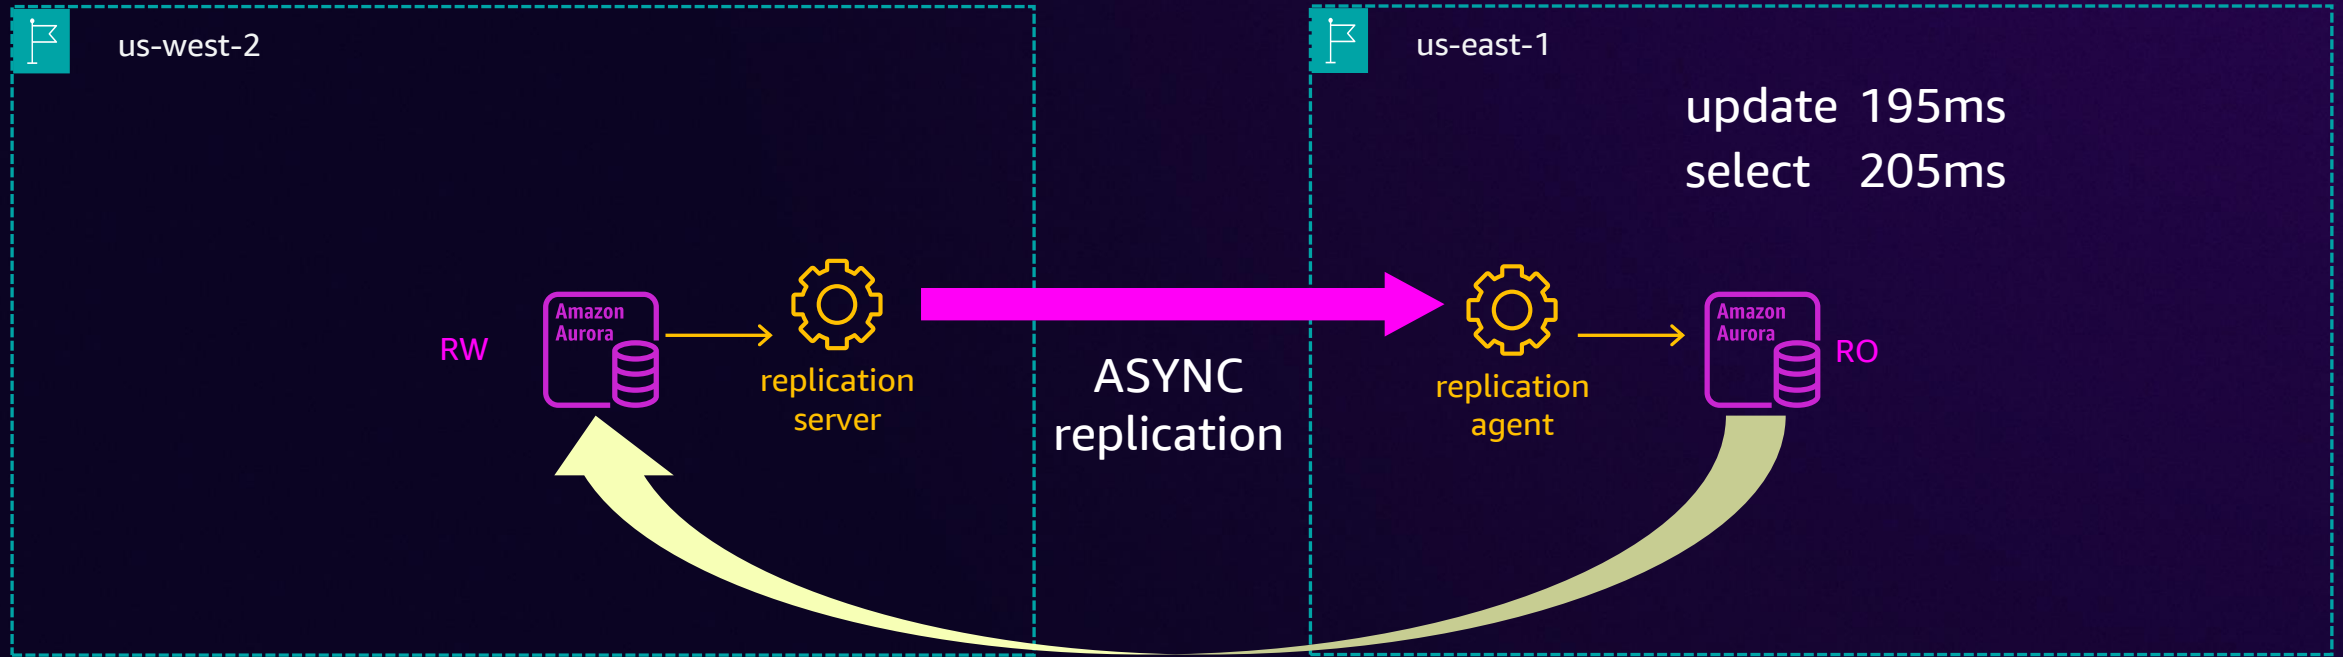 us-west-2
us-east-1
update 195ms
select 205ms
RW
Amazon
Aurora
replication
server
ASYNC
replication
replication
agent
Amazon
Aurora
RO